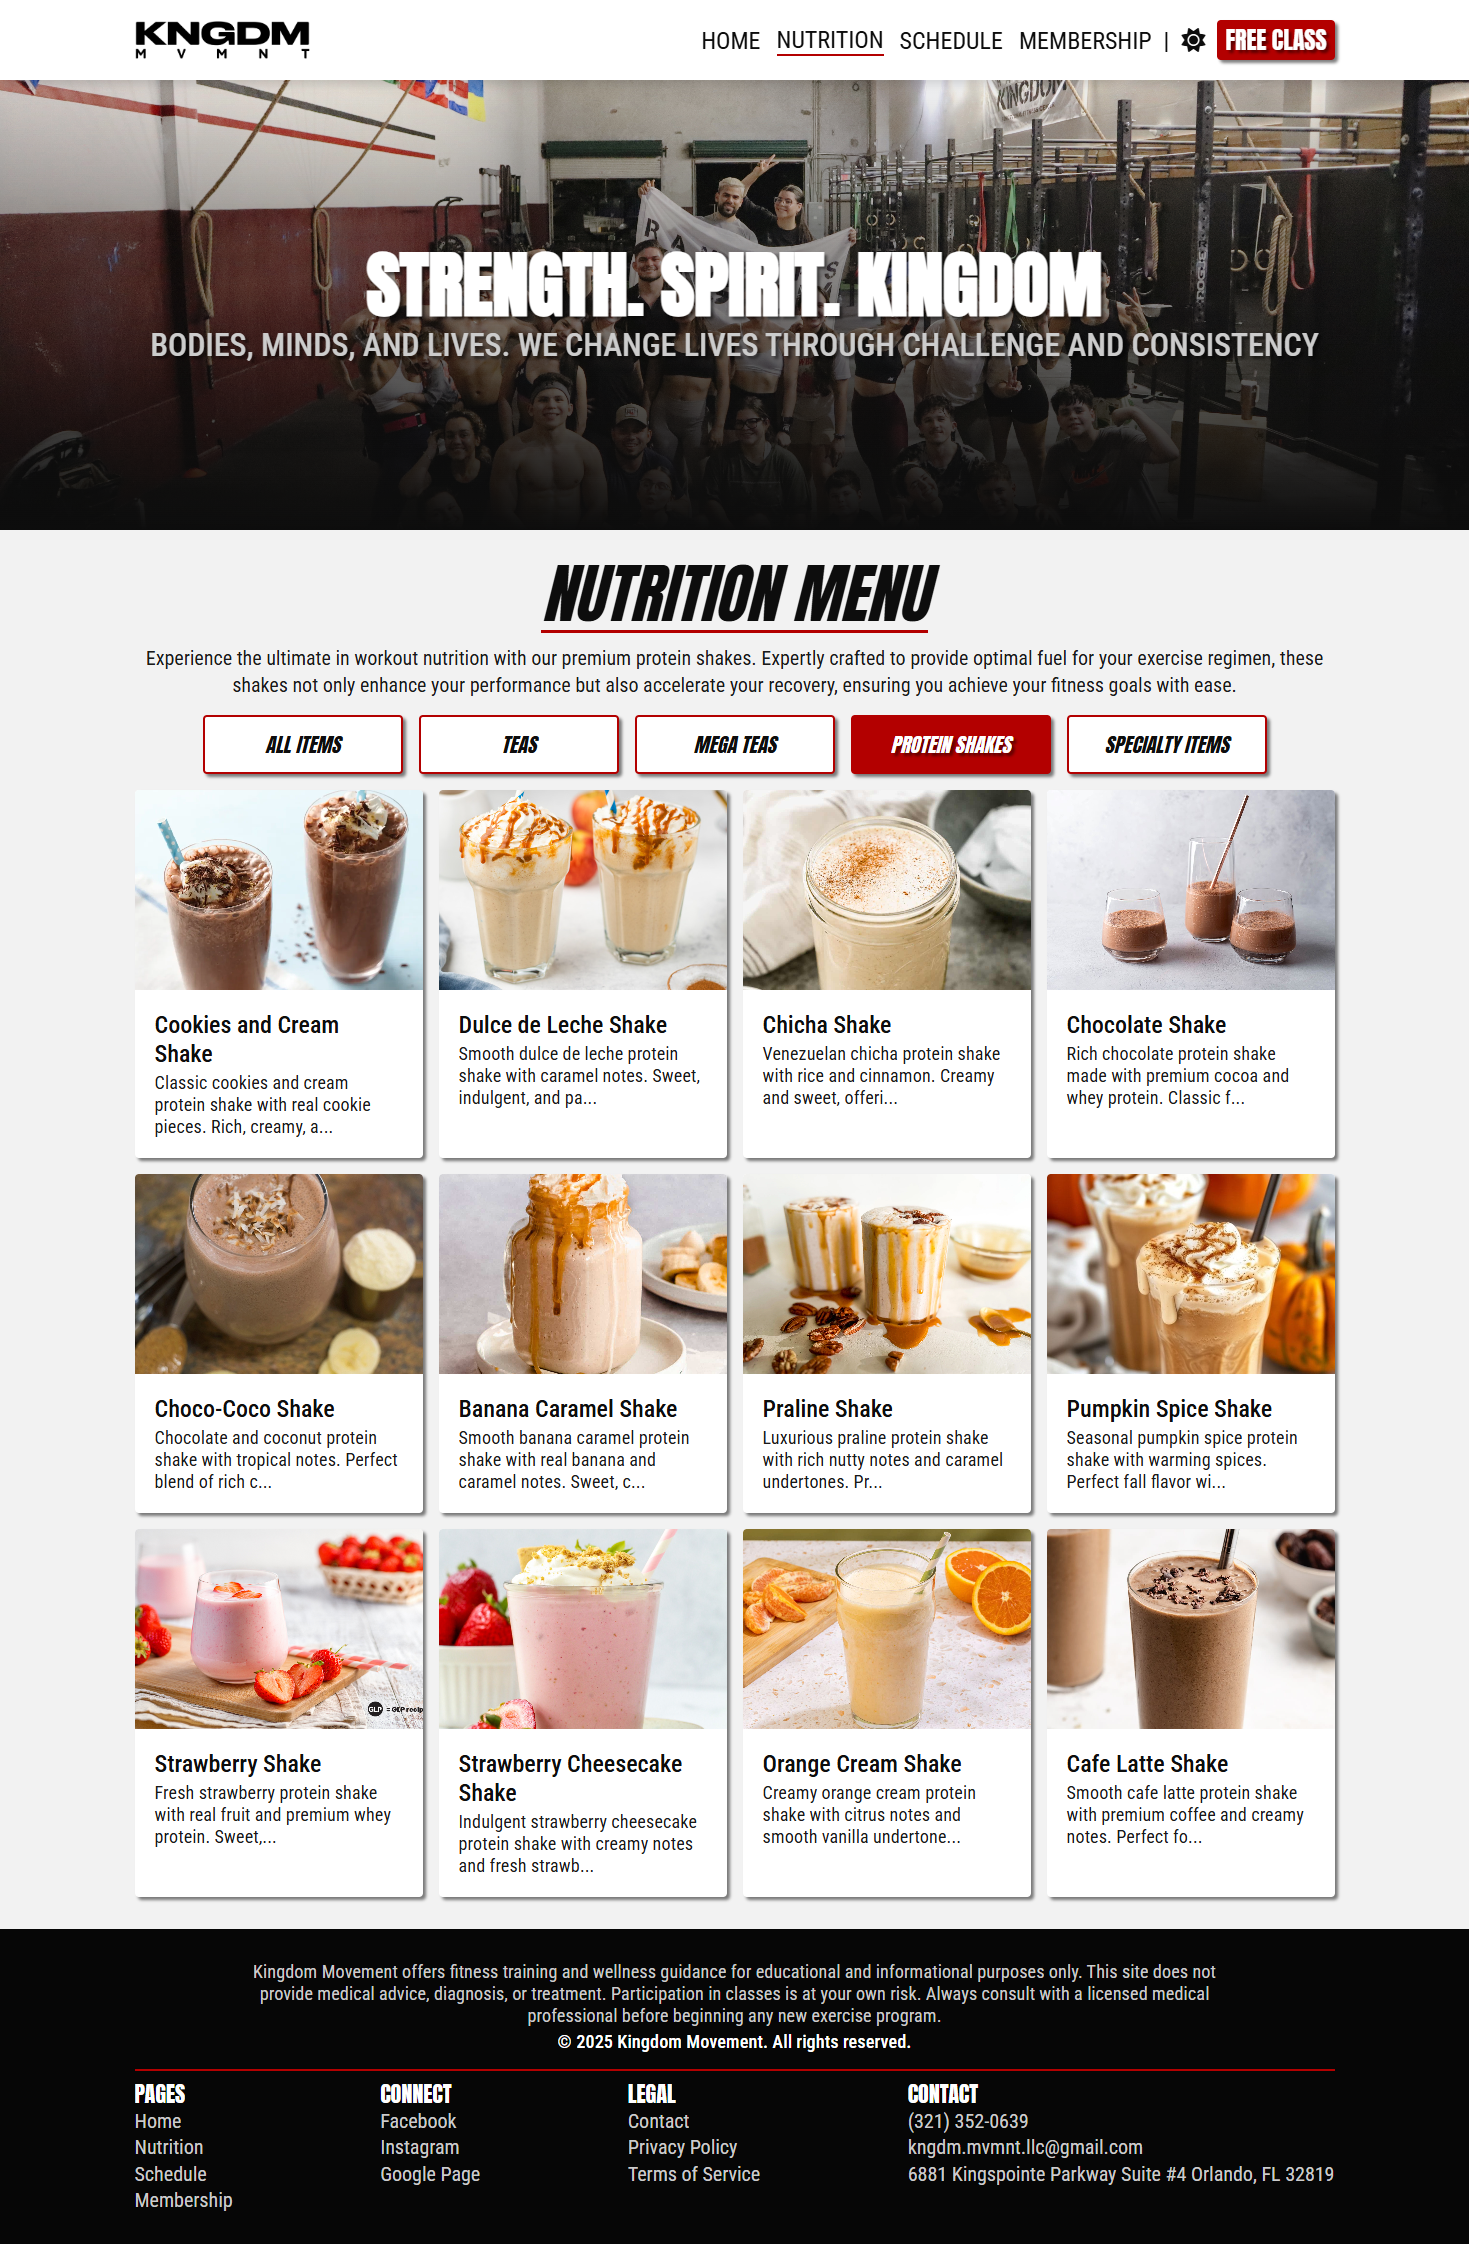 KNGDM
MVMNT
HOME NUTRITION SCHEDULE MEMBERSHIP | FREE CLASS
KINGDOM
STRENGTH. SPIRIT. KINGDOM
BODIES, MINDS, AND LIVES. WE CHANGE LIVES THROUGH CHALLENGE AND CONSISTENCY
NUTRITION MENU
Experience the ultimate in workout nutrition with our premium protein shakes. Expertly crafted to provide optimal fuel for your exercise regimen, these
shakes not only enhance your performance but also accelerate your recovery, ensuring you achieve your fitness goals with ease.
ALL ITEMS TEAS MEGA TEAS PROTEIN SHAKES SPECIALTY ITEMS
Cookies and Cream
Shake
Classic cookies and cream
protein shake with real cookie
pieces. Rich, creamy, a...
Dulce de Leche Shake
Smooth dulce de leche protein
shake with caramel notes. Sweet,
indulgent, and pa...
Chicha Shake
Venezuelan chicha protein shake
with rice and cinnamon. Creamy
and sweet, offeri...
Chocolate Shake
Rich chocolate protein shake
made with premium cocoa and
whey protein. Classic f...
Choco-Coco Shake
Chocolate and coconut protein
shake with tropical notes. Perfect
blend of rich c...
Banana Caramel Shake
Smooth banana caramel protein
shake with real banana and
caramel notes. Sweet, c...
Praline Shake
Luxurious praline protein shake
with rich nutty notes and caramel
undertones. Pr...
Pumpkin Spice Shake
Seasonal pumpkin spice protein
shake with warming spices.
Perfect fall flavor wi...
GLP = GLP recip
Strawberry Shake
Fresh strawberry protein shake
with real fruit and premium whey
protein. Sweet,...
Strawberry Cheesecake
Shake
Indulgent strawberry cheesecake
protein shake with creamy notes
and fresh strawb...
Orange Cream Shake
Creamy orange cream protein
shake with citrus notes and
smooth vanilla undertone...
Cafe Latte Shake
Smooth cafe latte protein shake
with premium coffee and creamy
notes. Perfect fo...
Kingdom Movement offers fitness training and wellness guidance for educational and informational purposes only. This site does not
provide medical advice, diagnosis, or treatment. Participation in classes is at your own risk. Always consult with a licensed medical
professional before beginning any new exercise program.
© 2025 Kingdom Movement. All rights reserved.
PAGES
Home
Nutrition
Schedule
Membership
CONNECT
Facebook
Instagram
Google Page
LEGAL
Contact
Privacy Policy
Terms of Service
CONTACT
(321) 352-0639
kngdm.mvmnt.llc@gmail.com
6881 Kingspointe Parkway Suite #4 Orlando, FL 32819